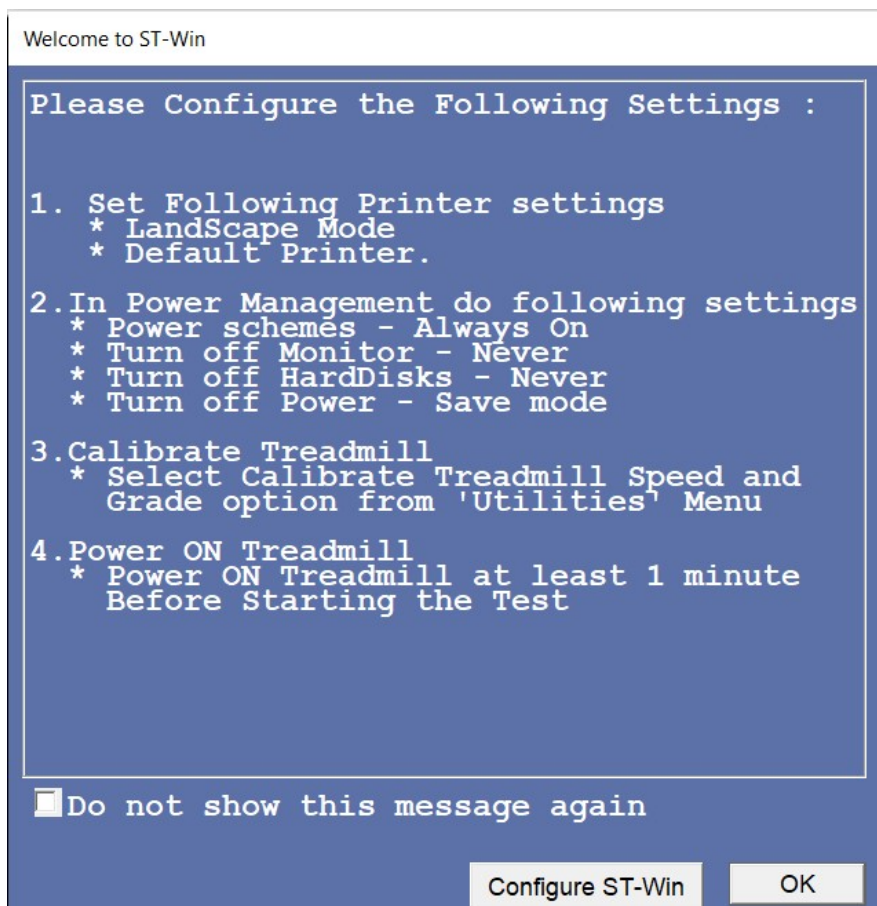 Welcome to ST-Win
Please Configure the Following Settings :
1. Set Following Printer settings
* LandScape Mode
* Default Printer.
2.In Power Management do following settings
* Power schemes - Always On
* Turn off Monitor - Never
* Turn off HardDisks - Never
* Turn off Power - Save mode
3.Calibrate Treadmill
* Select Calibrate Treadmill Speed and
Grade option from 'Utilities' Menu
4.Power ON Treadmill
* Power ON Treadmill at least 1 minute
Before Starting the Test
Do not show this message again
Configure ST-Win
OK